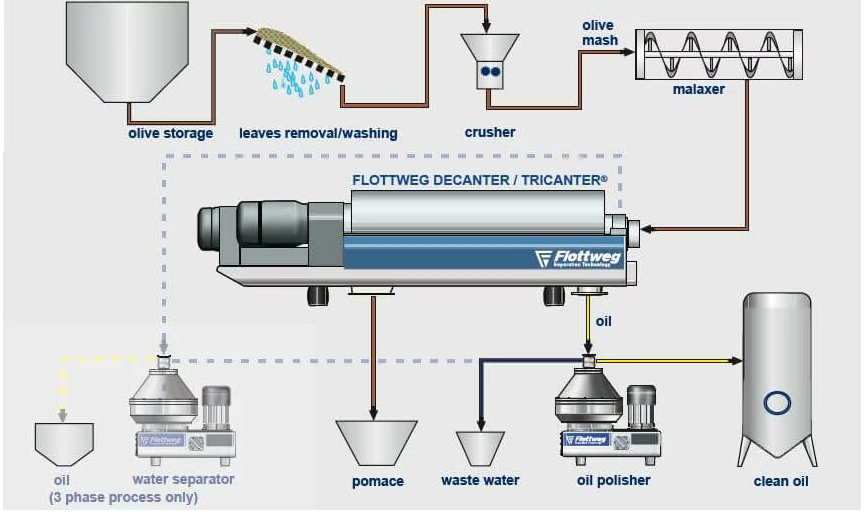 olive
mash
malaxer
olive storage
leaves removal/washing
crusher
FLOTTWEG DECANTER / TRICANTER®
Flottweg
Separation Technology
oil
Flottweg
Flottweg
oil
water separator
(3 phase process only)
pomace
waste water
oil polisher
clean oil